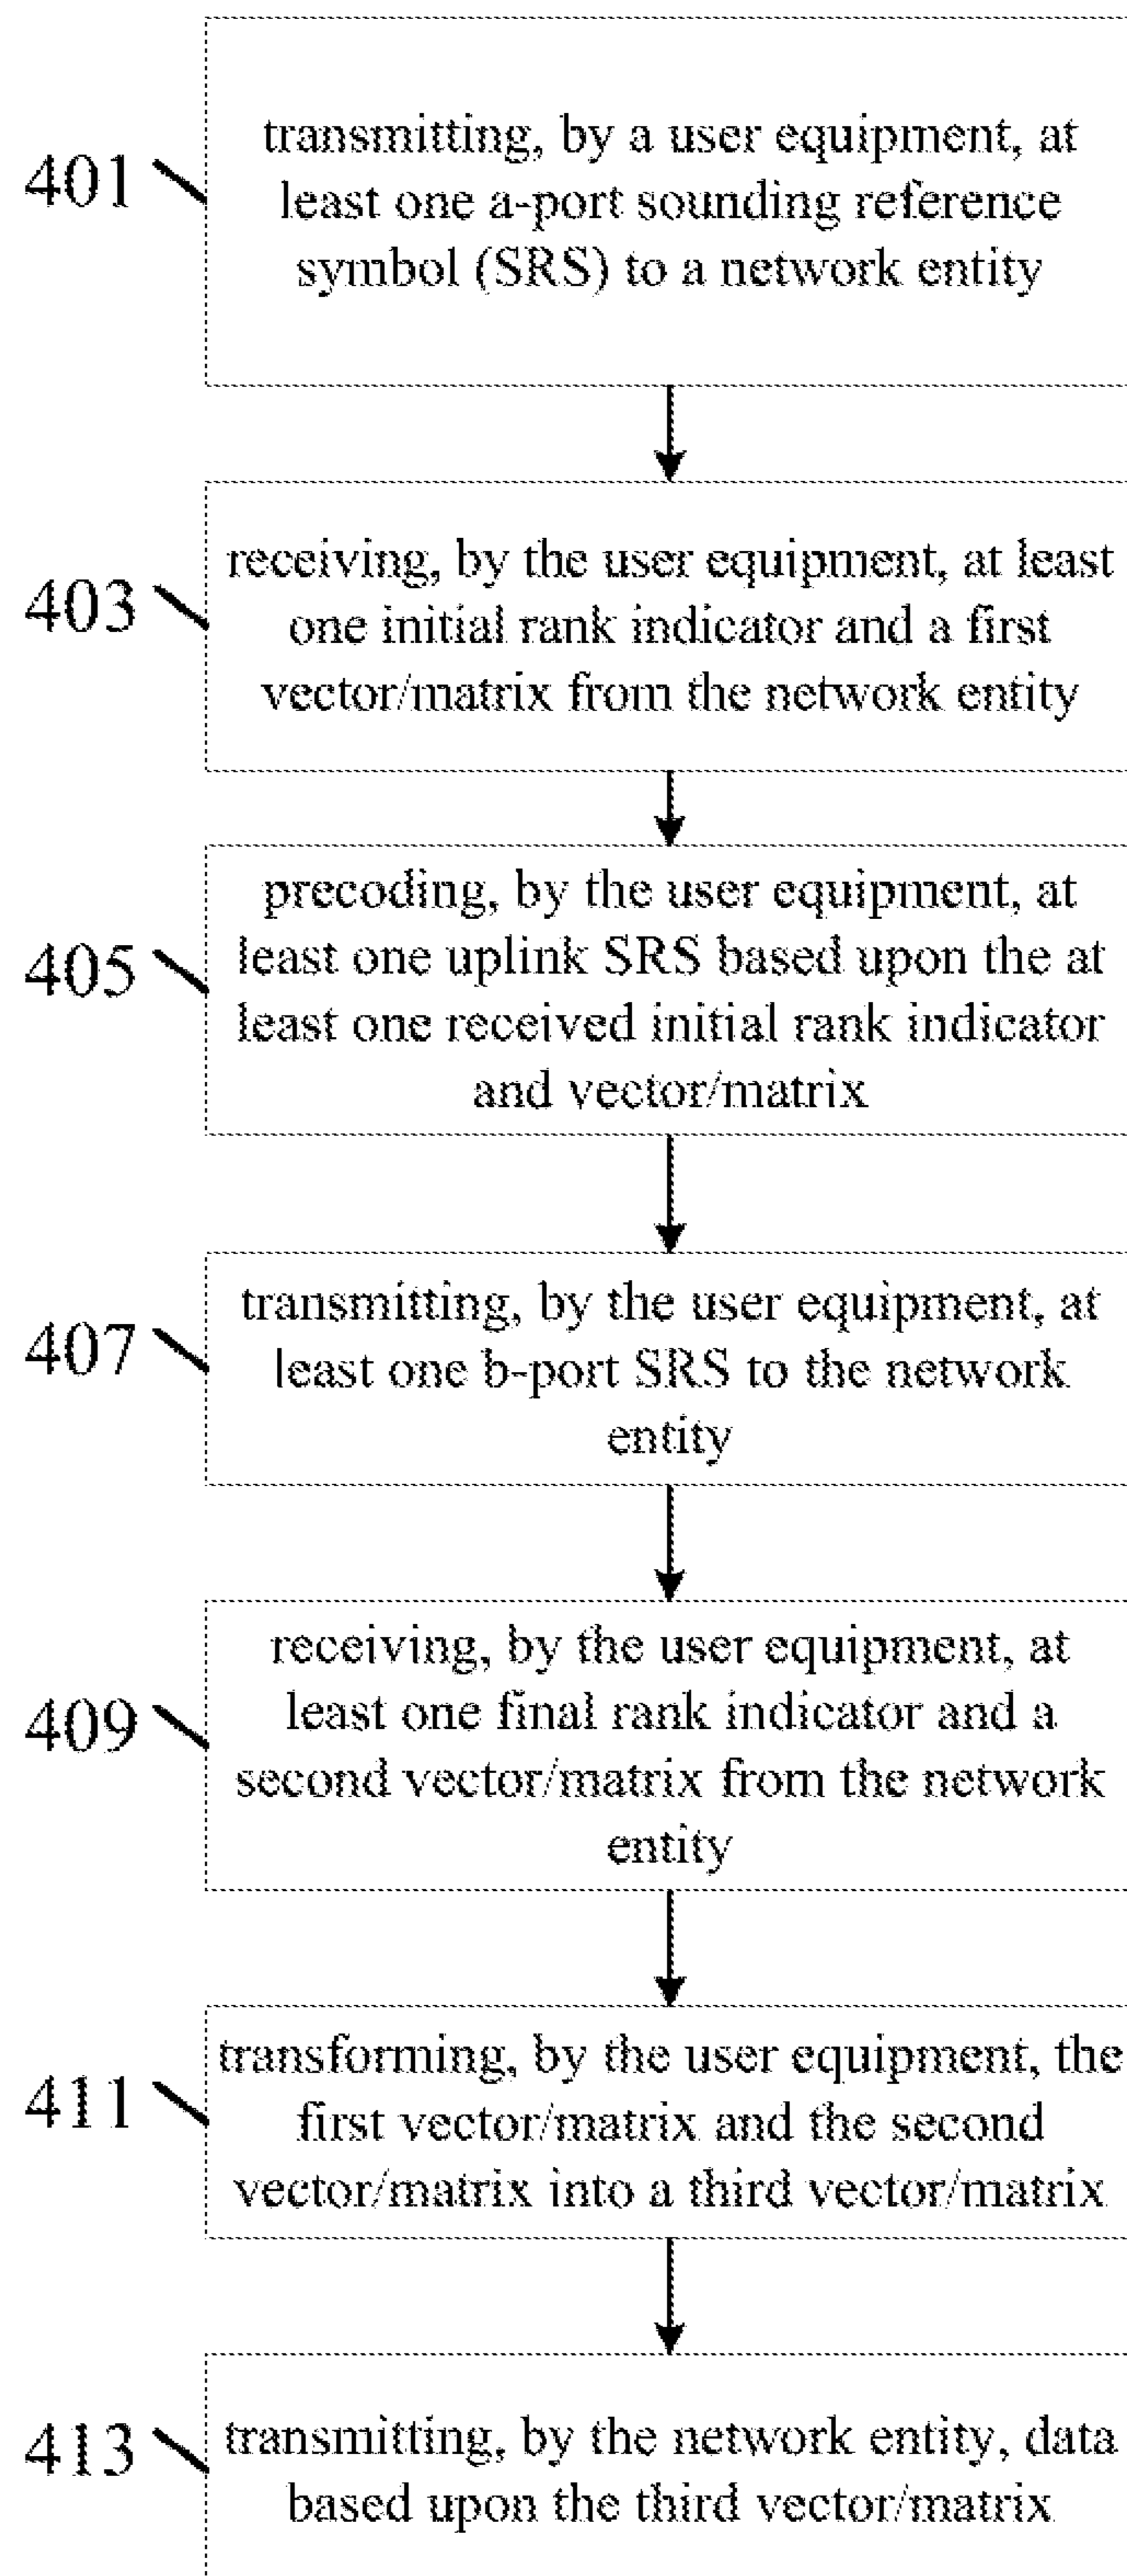 401
transmitting, by a user equipment, at
least one a-port sounding reference
symbol (SRS) to a network entity
403
receiving, by the user equipment, at least
one initial rank indicator and a first
vector/matrix from the network entity
405
precoding, by the user equipment, at
least one uplink SRS based upon the at
least one received initial rank indicator
and vector/matrix
407
transmitting, by the user equipment, at
least one b-port SRS to the network
entity
409
receiving, by the user equipment, at
least one final rank indicator and a
second vector/matrix from the network
entity
411
transforming, by the user equipment, the
first vector/matrix and the second
vector/matrix into a third vector/matrix
413
transmitting, by the network entity, data
based upon the third vector/matrix